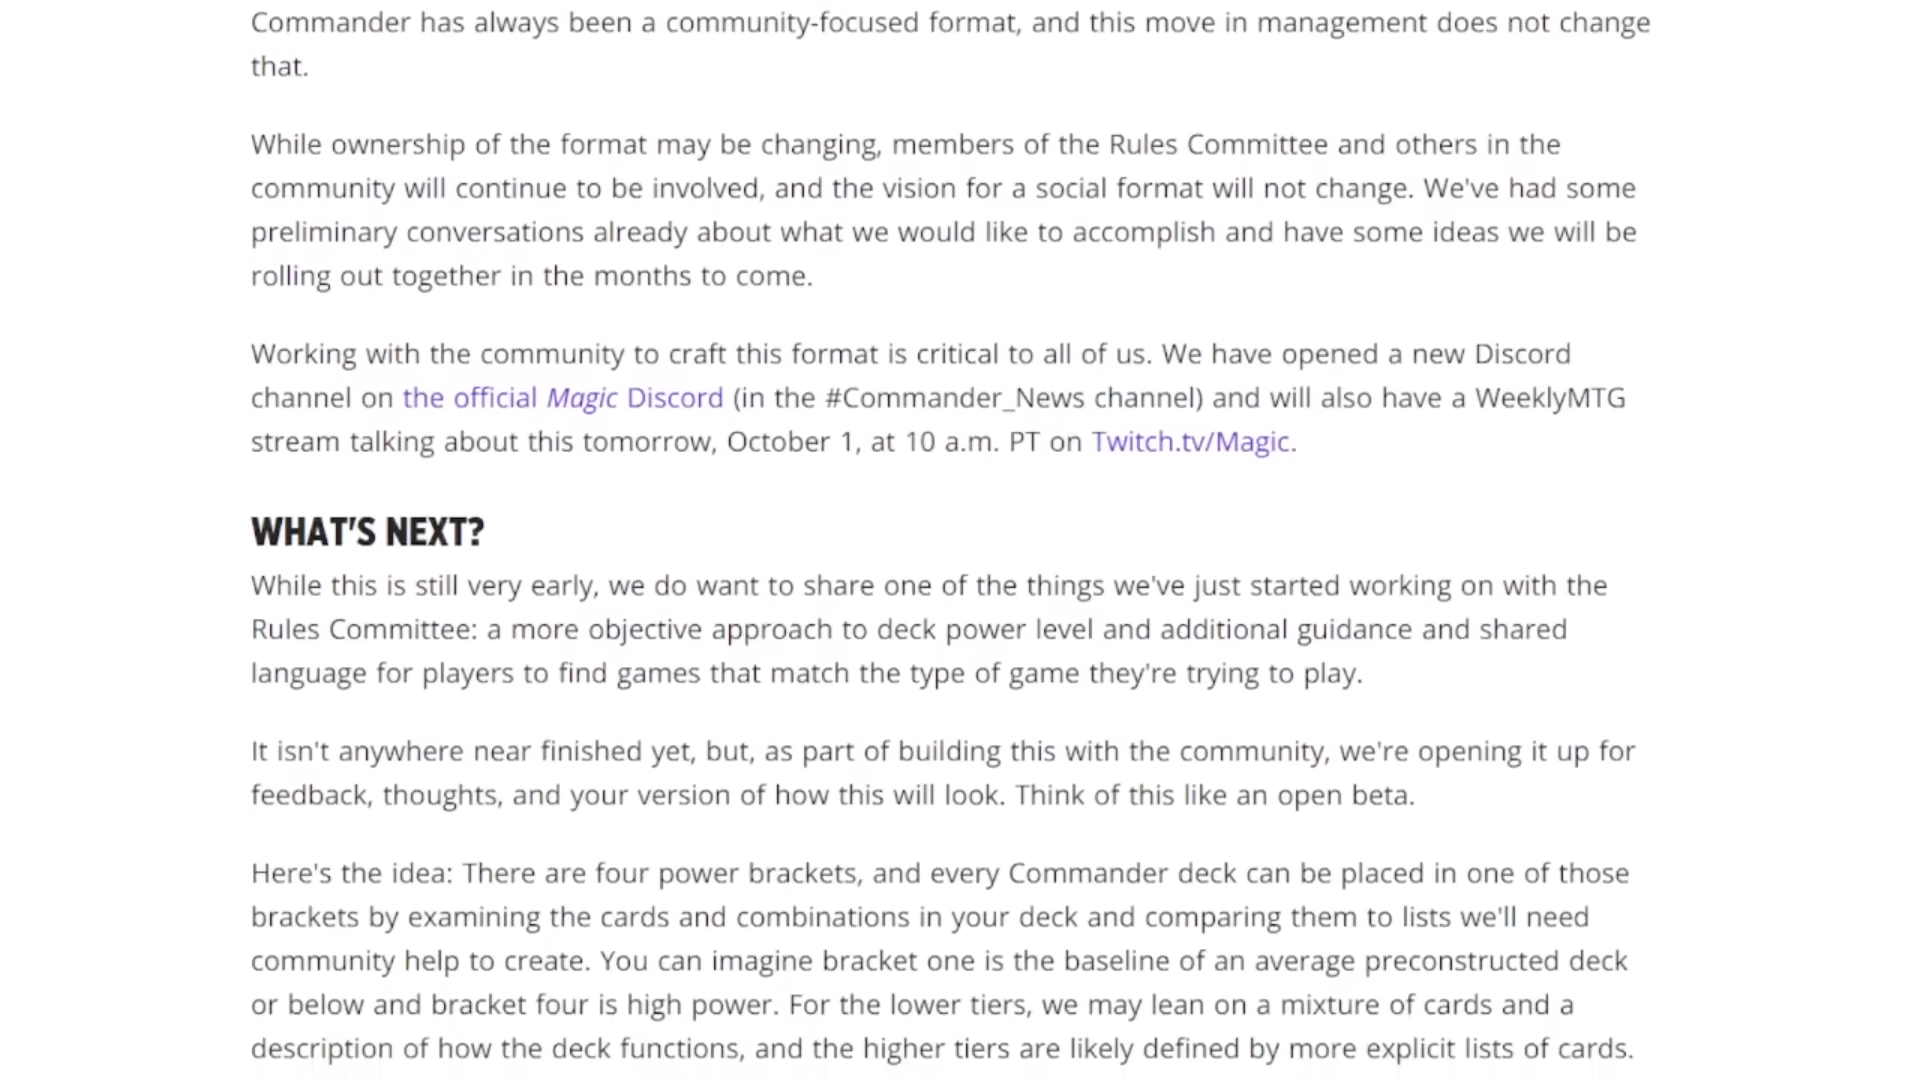 Commander has always been a community-focused format, and this move in management does not change
that.
While ownership of the format may be changing, members of the Rules Committee and others in the
community will continue to be involved, and the vision for a social format will not change. We've had some
preliminary conversations already about what we would like to accomplish and have some ideas we will be
rolling out together in the months to come.
Working with the community to craft this format is critical to all of us. We have opened a new Discord
channel on the official Magic Discord (in the #Commander_News channel) and will also have a WeeklyMTG
stream talking about this tomorrow, October 1, at 10 a.m. PT on Twitch.tv/Magic.
WHAT'S NEXT?
While this is still very early, we do want to share one of the things we've just started working on with the
Rules Committee: a more objective approach to deck power level and additional guidance and shared
language for players to find games that match the type of game they're trying to play.
It isn't anywhere near finished yet, but, as part of building this with the community, we're opening it up for
feedback, thoughts, and your version of how this will look. Think of this like an open beta.
Here's the idea: There are four power brackets, and every Commander deck can be placed in one of those
brackets by examining the cards and combinations in your deck and comparing them to lists we'll need
community help to create. You can imagine bracket one is the baseline of an average preconstructed deck
or below and bracket four is high power. For the lower tiers, we may lean on a mixture of cards and a
description of how the deck functions, and the higher tiers are likely defined by more explicit lists of cards.